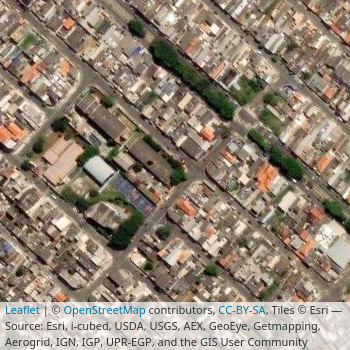 Leaflet | © OpenStreetMap contributors, CC-BY-SA, Tiles © Esri —
Source: Esri, i-cubed, USDA, USGS, AEX, GeoEye, Getmapping,
Aerogrid, IGN, IGP, UPR-EGP, and the GIS User Community